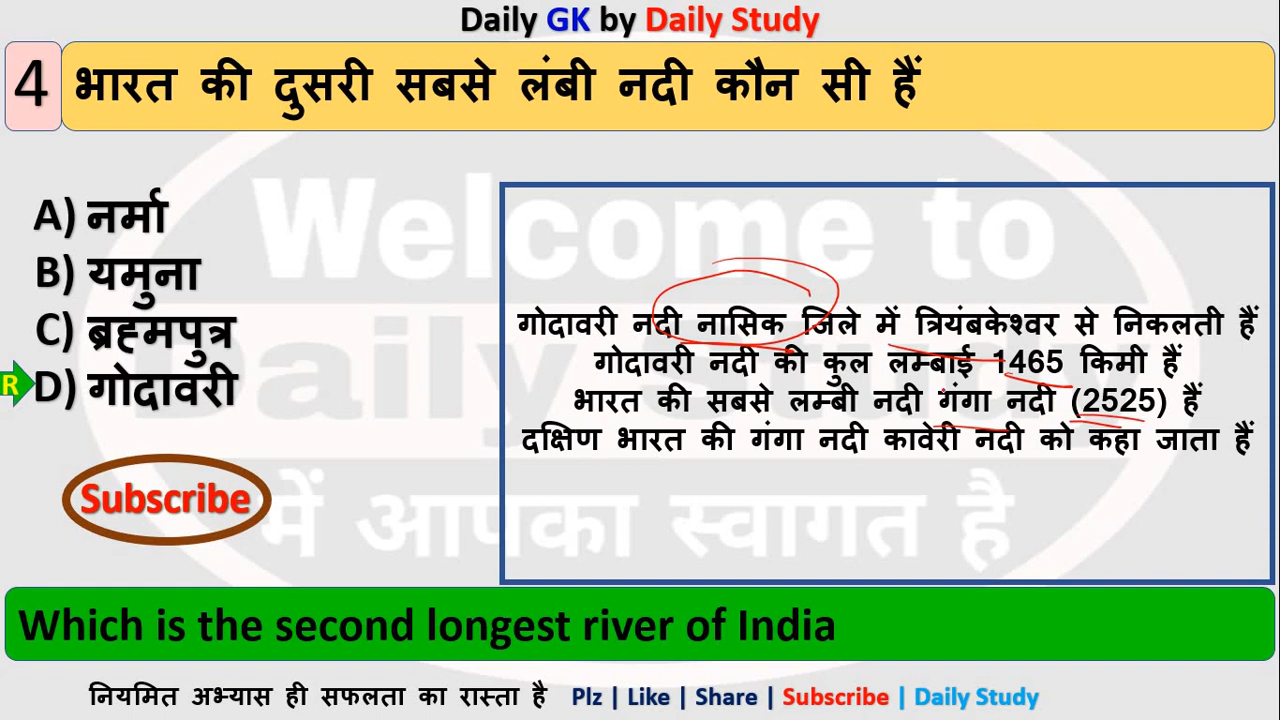 Daily GK by Daily Study
4 भारत की दुसरी सबसे लंबी नदी कौन सी हैं
A) नर्मा
B) यमुना
C) ब्रह्मपुत्र
R D) गोदावरी
Subscribe
गोदावरी नदी नासिक जिले में त्रियंबकेश्वर से निकलती हैं
गोदावरी नदी की कुल लम्बाई 1465 किमी हैं
भारत की सबसे लम्बी नदी गंगा नदी (2525) हैं
दक्षिण भारत की गंगा नदी कावेरी नदी को कहा जाता हैं
Welcome to
Daily Study
में आपका स्वागत है
Which is the second longest river of India
नियमित अभ्यास ही सफलता का रास्ता है Plz | Like | Share | Subscribe | Daily Study